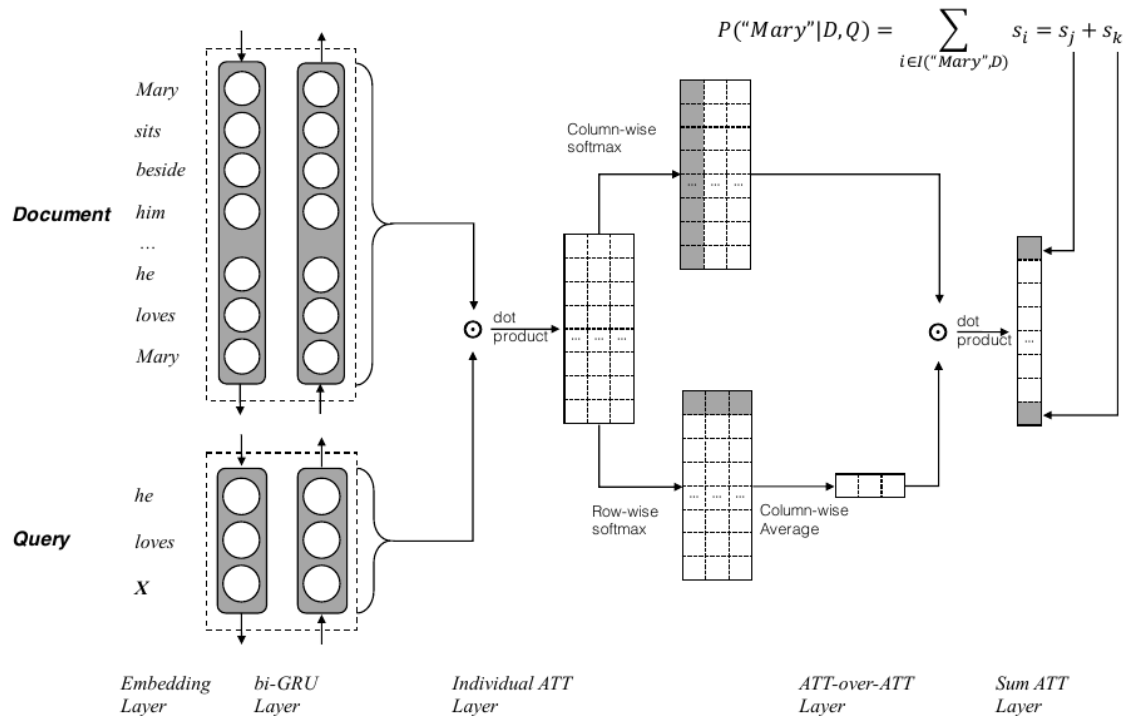 P("Mary"|D, Q) = ∑ s_i = s_j + s_k
i∈I("Mary",D)
Mary
sits
beside
him
...
he
loves
Mary
Document
Column-wise
softmax
... ... ...
dot
product
... ... ...
dot
product
...
he
loves
X
Query
Row-wise
softmax
... ... ...
Column-wise
Average
Embedding
Layer
bi-GRU
Layer
Individual ATT
Layer
ATT-over-ATT
Layer
Sum ATT
Layer